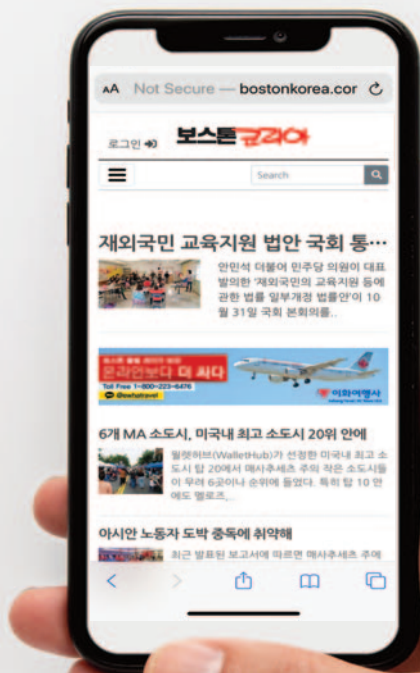 AA Not Secure — bostonkorea.cor
로그인
보스톤코리아
Search
재외국민 교육지원 법안 국회 통···
안민석 더불어 민주당 의원이 대표
발의한 '재외국민의 교육지원 등에
관한 법률 일부개정 법률안'이 10
월 31일 국회 본회의를..
온라인보다 더 싸다
Toll Free 1-800-223-6476
@ewhatravel
이화여행사
6개 MA 소도시, 미국내 최고 소도시 20위 안에
월렛허브(WalletHub)가 선정한 미국내 최고 소
도시 탑 20에서 매사추세츠 주의 작은 소도시들
이 무려 6곳이나 순위에 들었다. 특히 탑 10 안
에도 멜로즈,..
아시안 노동자 도박 중독에 취약해
최근 발표된 보고서에 따르면 매사추세츠 주에